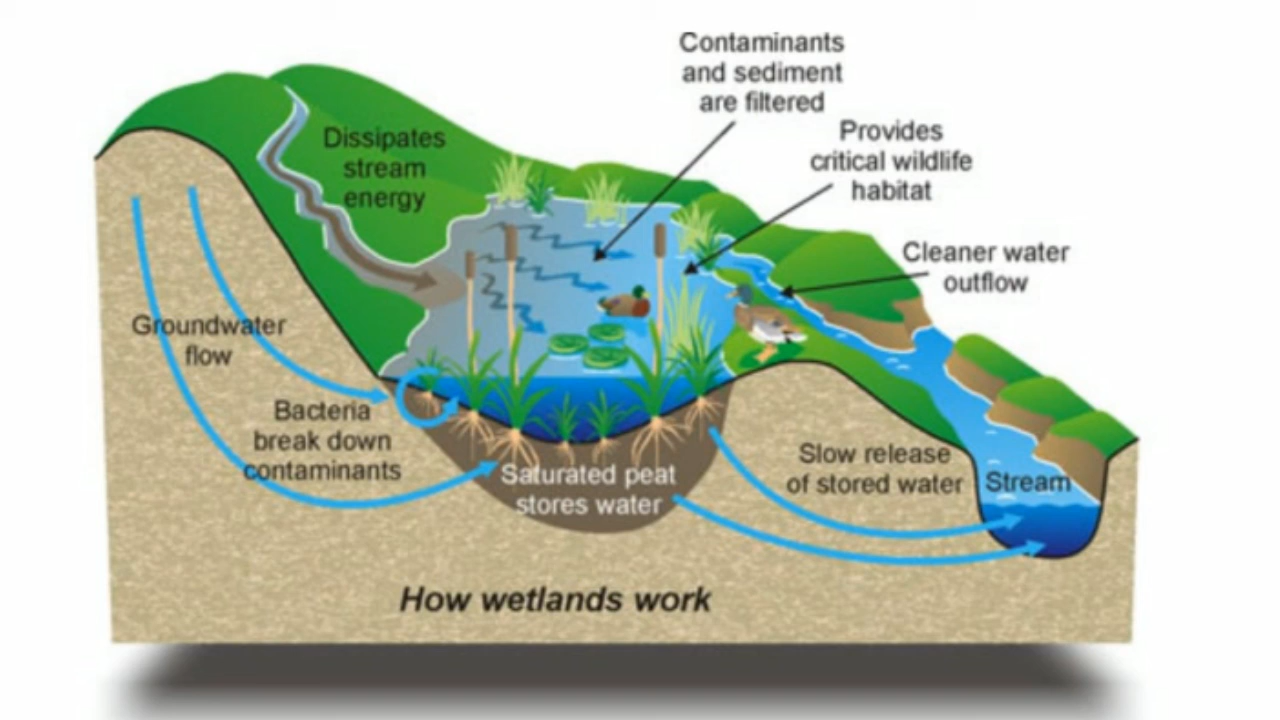 Contaminants
and sediment
are filtered
Provides
critical wildlife
habitat
Dissipates
stream
energy
Cleaner water
outflow
Groundwater
flow
Bacteria
break down
contaminants
Saturated peat
stores water
Slow release
of stored water
Stream
How wetlands work